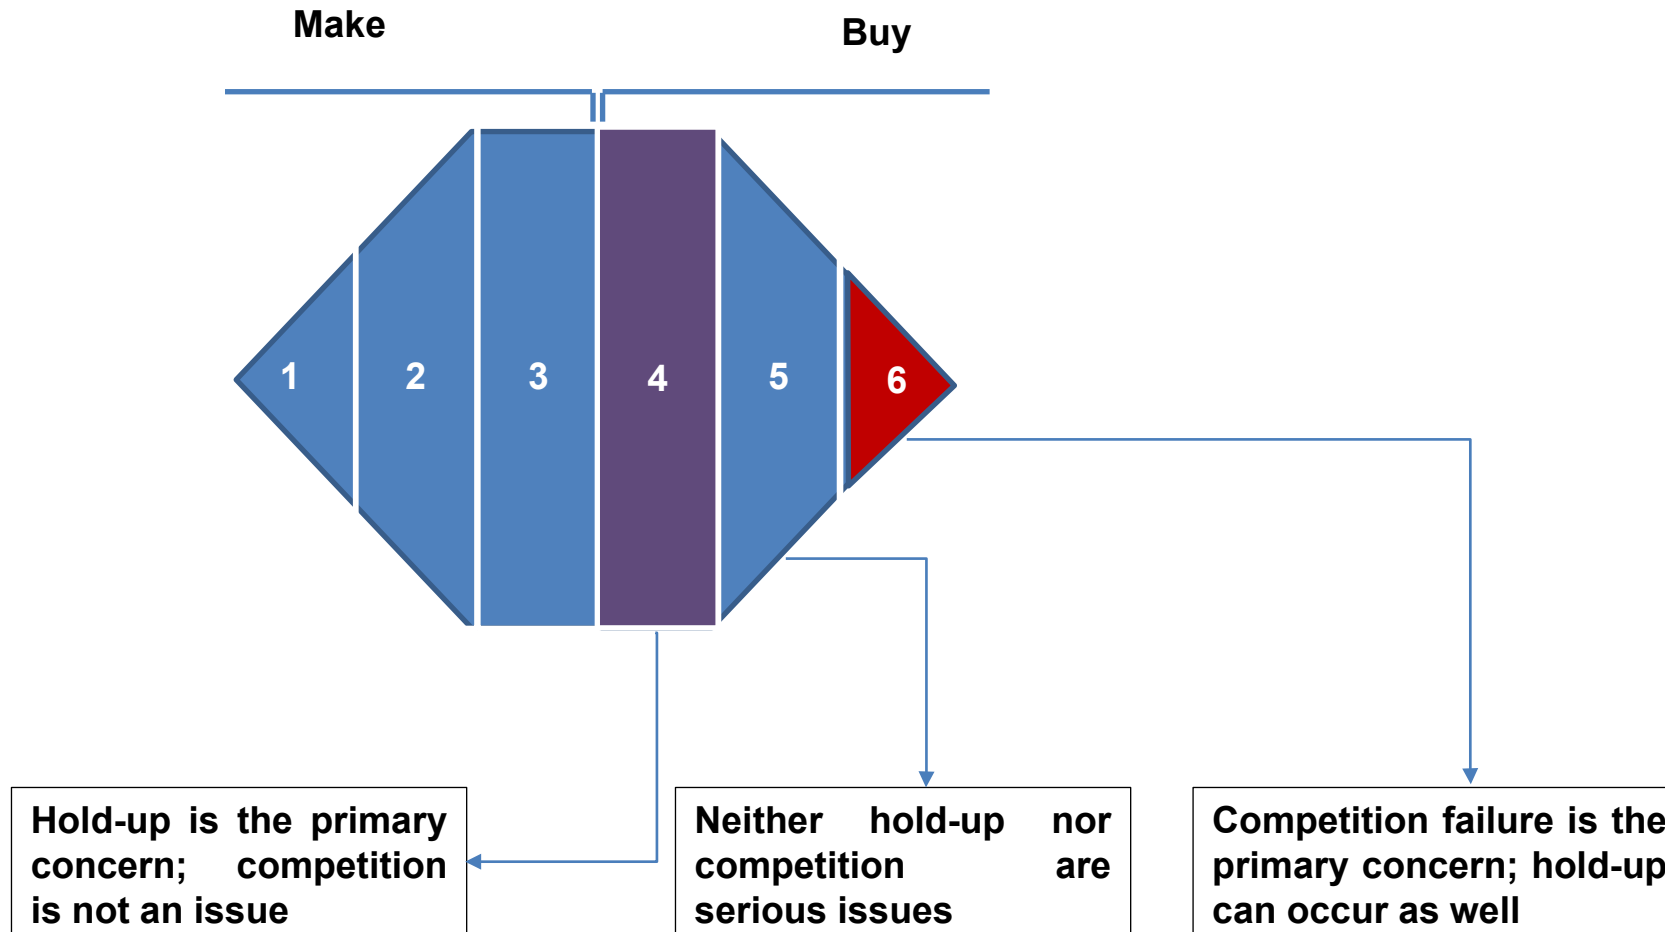 Make
Buy
1
2
3
4
5
6
Hold-up is the primary
concern; competition
is not an issue
Neither hold-up nor
competition are
serious issues
Competition failure is the
primary concern; hold-up
can occur as well